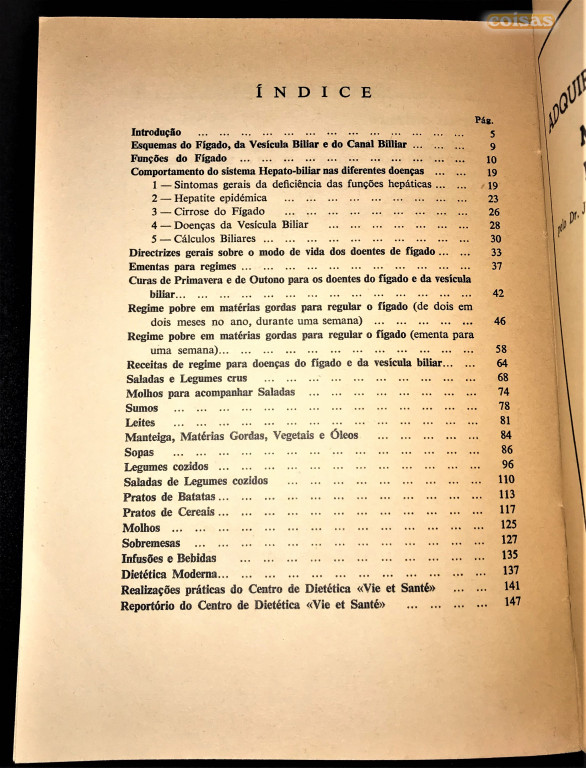 coisas
ÍNDICE
Pág.
Introdução ... ... ... ... ... ... ... ... ... ... ... 5
Esquemas do Fígado, da Vesícula Biliar e do Canal Billiar ... ... ... 9
Funções do Fígado ... ... ... ... ... ... ... ... ... 10
Comportamento do sistema Hepato-biliar nas diferentes doenças ... ... 19
1 — Sintomas gerais da deficiência das funções hepáticas ... ... 19
2 — Hepatite epidémica ... ... ... ... ... ... ... 23
3 — Cirrose do Fígado ... ... ... ... ... ... ... 26
4 — Doenças da Vesícula Biliar ... ... ... ... ... ... 28
5 — Cálculos Biliares ... ... ... ... ... ... ... ... 30
Directrizes gerais sobre o modo de vida dos doentes de fígado ... ... 33
Ementas para regimes ... ... ... ... ... ... ... ... ... 37
Curas de Primavera e de Outono para os doentes do fígado e da vesícula
biliar... ... ... ... ... ... ... ... ... ... ... ... 42
Regime pobre em matérias gordas para regular o fígado (de dois em
dois meses no ano, durante uma semana) ... ... ... ... ... 46
Regime pobre em matérias gordas para regular o fígado (ementa para
uma semana)... ... ... ... ... ... ... ... ... ... 58
Receitas de regime para doenças do fígado e da vesícula biliar... ... 64
Saladas e Legumes crus ... ... ... ... ... ... ... ... ... 68
Molhos para acompanhar Saladas ... ... ... ... ... ... ... 74
Sumos ... ... ... ... ... ... ... ... ... ... ... ... 78
Leites ... ... ... ... ... ... ... ... ... ... ... ... 81
Manteiga, Matérias Gordas, Vegetais e Óleos ... ... ... ... ... 84
Sopas ... ... ... ... ... ... ... ... ... ... ... ... 86
Legumes cozidos ... ... ... ... ... ... ... ... ... ... 96
Saladas de Legumes cozidos ... ... ... ... ... ... ... ... 110
Pratos de Batatas ... ... ... ... ... ... ... ... ... ... 113
Pratos de Cereais ... ... ... ... ... ... ... ... ... ... 117
Molhos ... ... ... ... ... ... ... ... ... ... ... ... 125
Sobremesas ... ... ... ... ... ... ... ... ... ... ... 127
Infusões e Bebidas ... ... ... ... ... ... ... ... ... 135
Dietética Moderna... ... ... ... ... ... ... ... ... ... 137
Realizações práticas do Centro de Dietética «Vie et Santé» ... ... 141
Reportório do Centro de Dietética «Vie et Santé» ... ... ... ... 147
pelo Dr. J